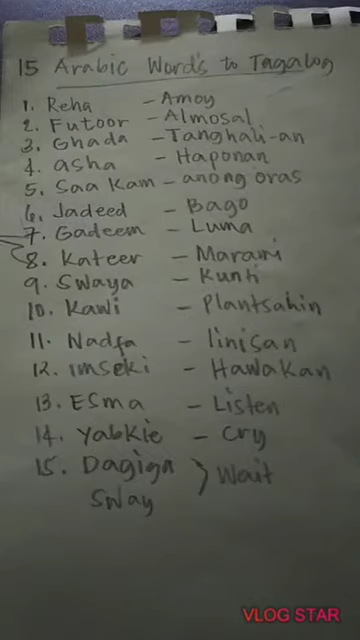 15 Arabic Word's to Tagalog
1. Reha - Amoy
2. Futoor - Almosal
3. Ghada - Tanghali-an
4. asha - Haponan
5. Saa Kam - anong oras
6. Jadeed - Bago
7. Gadeem - Luma
8. Kateer - Marami
9. Swaya - Kunti
10. Kawi - Plantsahin
11. Nadfa - linisan
12. imseki - Hawakan
13. ESma - Listen
14. Yabkie - Cry
15. Dagiga } Wait
Sway
VLOG STAR